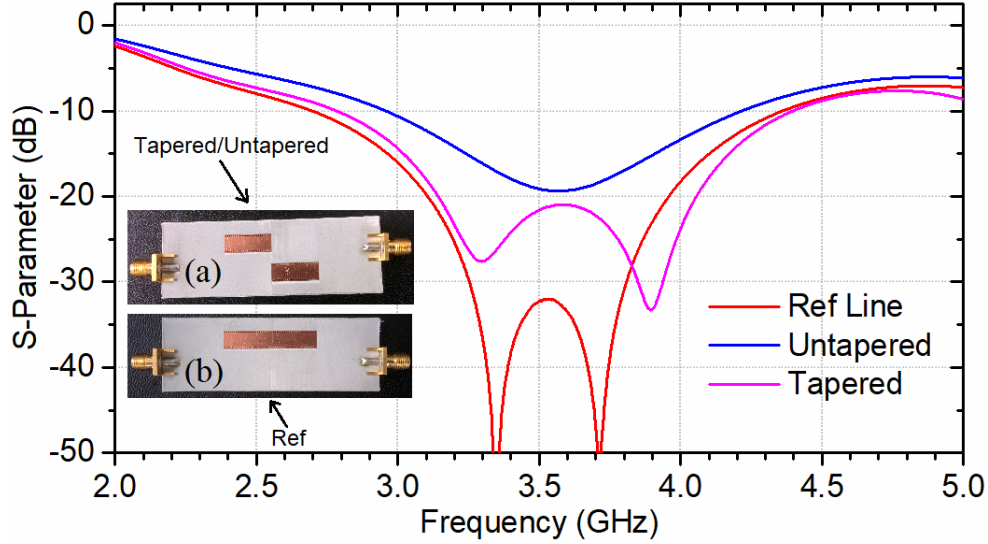 0
-10
-20
-30
-40
-50
S-Parameter (dB)
Tapered/Untapered
(a)
(b)
Ref
Ref Line
Untapered
Tapered
2.0 2.5 3.0 3.5 4.0 4.5 5.0
Frequency (GHz)